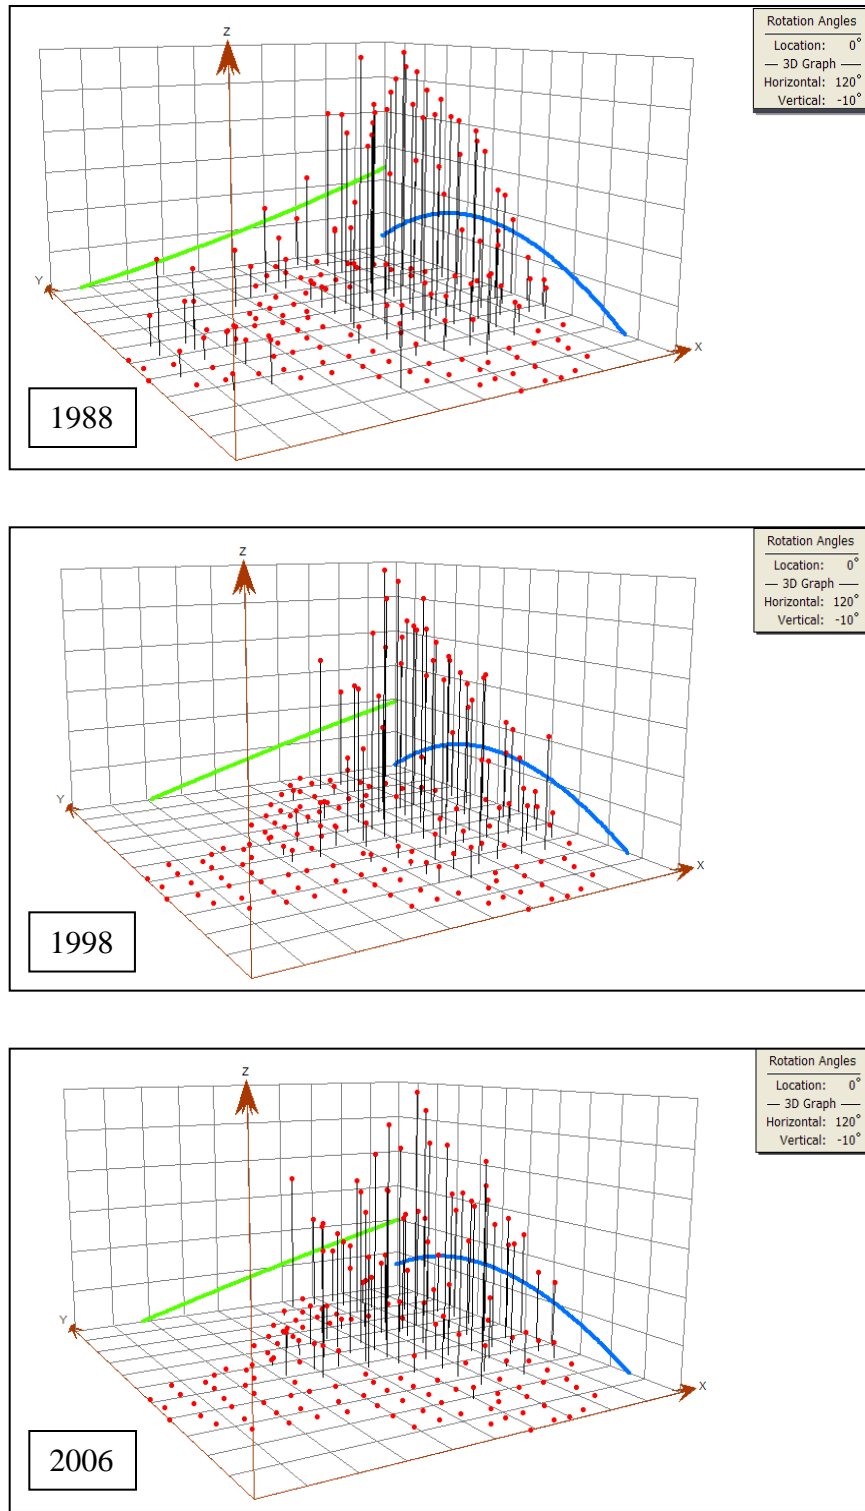 Rotation Angles
Location: 0°
— 3D Graph —
Horizontal: 120°
Vertical: -10°
Z
Y
X
1988
Rotation Angles
Location: 0°
— 3D Graph —
Horizontal: 120°
Vertical: -10°
Z
Y
X
1998
Rotation Angles
Location: 0°
— 3D Graph —
Horizontal: 120°
Vertical: -10°
Z
Y
X
2006